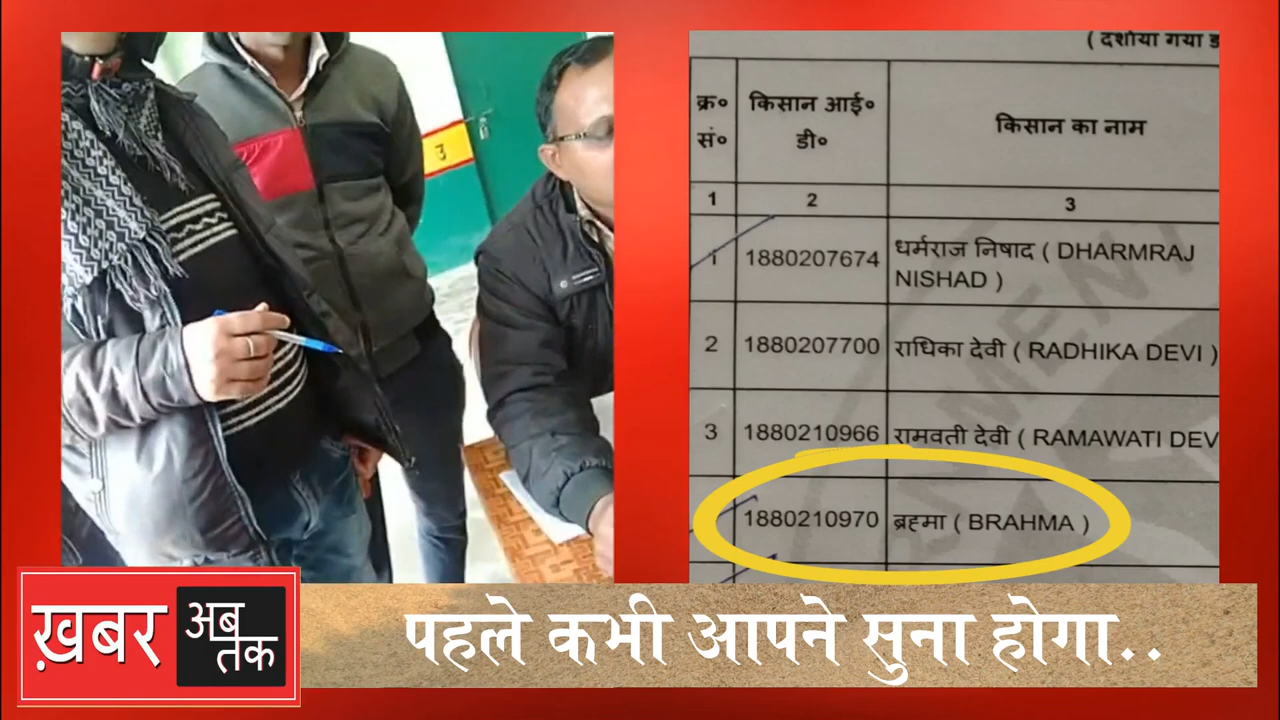 ( दर्शाया गया
क्र०
सं०
किसान आई०
डी०
किसान का नाम
1
2
3
1
1880207674
धर्मराज निषाद ( DHARMRAJ
NISHAD )
2
1880207700
राधिका देवी ( RADHIKA DEVI )
3
1880210966
रामवती देवी ( RAMAWATI DEV
1880210970
ब्रह्मा ( BRAHMA )
उ
ख़बर
अब
तक
पहले कभी आपने सुना होगा..